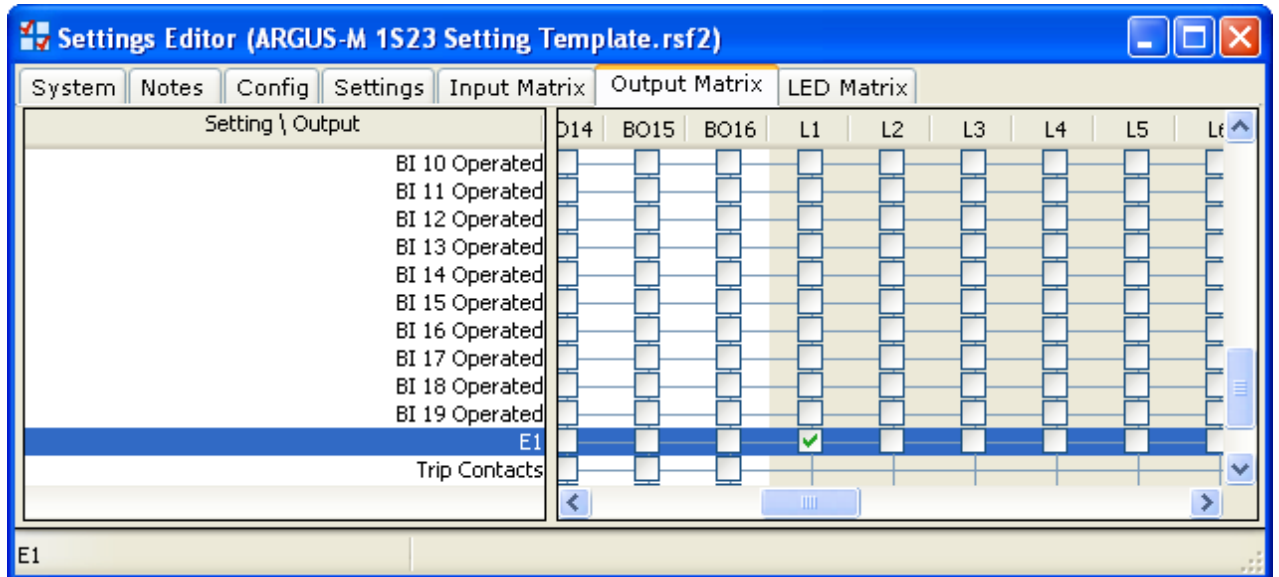 Settings Editor (ARGUS-M 1S23 Setting Template.rsf2)
System Notes Config Settings Input Matrix Output Matrix LED Matrix
Setting \ Output BO15 BO16 L1 L2 L3 L4 L5
BI 10 Operated
BI 11 Operated
BI 12 Operated
BI 13 Operated
BI 14 Operated
BI 15 Operated
BI 16 Operated
BI 17 Operated
BI 18 Operated
BI 19 Operated
E1
Trip Contacts
E1